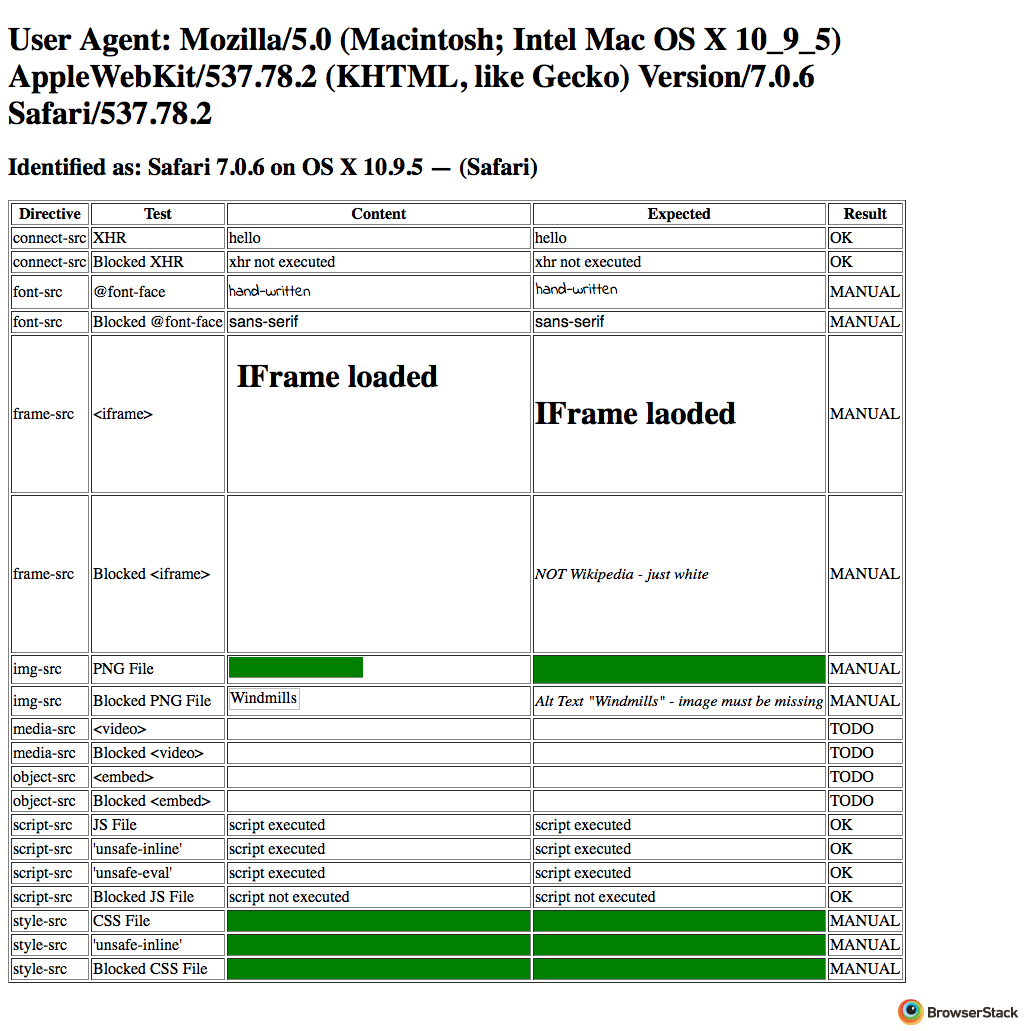 User Agent: Mozilla/5.0 (Macintosh; Intel Mac OS X 10_9_5)
AppleWebKit/537.78.2 (KHTML, like Gecko) Version/7.0.6
Safari/537.78.2
Identified as: Safari 7.0.6 on OS X 10.9.5 — (Safari)
Directive Test Content Expected Result
connect-src XHR hello hello OK
connect-src Blocked XHR xhr not executed xhr not executed OK
font-src @font-face hand-written hand-written MANUAL
font-src Blocked @font-face sans-serif sans-serif MANUAL
frame-src <iframe> IFrame loaded IFrame laoded MANUAL
frame-src Blocked <iframe> NOT Wikipedia - just white MANUAL
img-src PNG File MANUAL
img-src Blocked PNG File Windmills Alt Text "Windmills" - image must be missing MANUAL
media-src <video> TODO
media-src Blocked <video> TODO
object-src <embed> TODO
object-src Blocked <embed> TODO
script-src JS File script executed script executed OK
script-src 'unsafe-inline' script executed script executed OK
script-src 'unsafe-eval' script executed script executed OK
script-src Blocked JS File script not executed script not executed OK
style-src CSS File MANUAL
style-src 'unsafe-inline' MANUAL
style-src Blocked CSS File MANUAL
BrowserStack